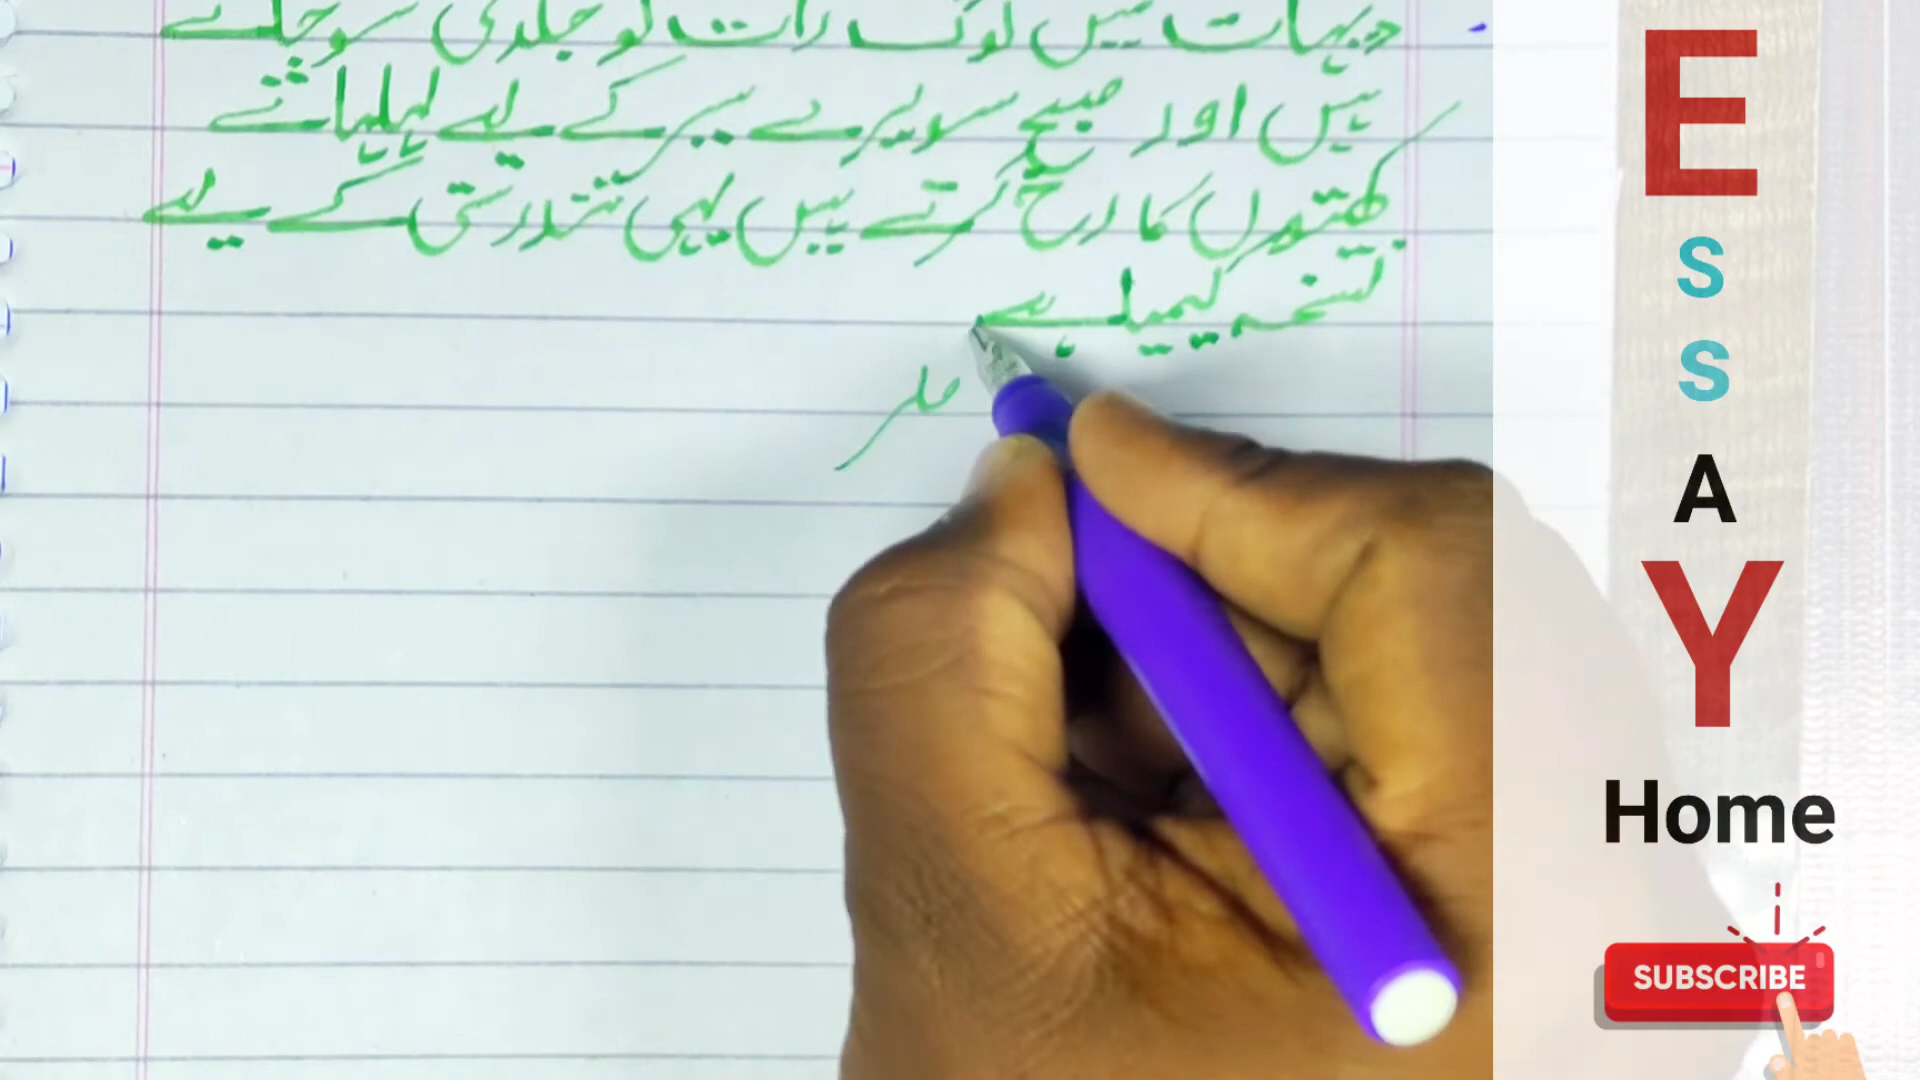 دیہات میں لوگ رات کو جلدی سو جاتے
ہیں اور صبح سویرے سیر کے لیے لہلہاتے
کھیتوں کا رخ کرتے ہیں یہی تندرستی کے لیے
نسخہ کیمیا ہے
E
S
S
A
Y
Home
SUBSCRIBE